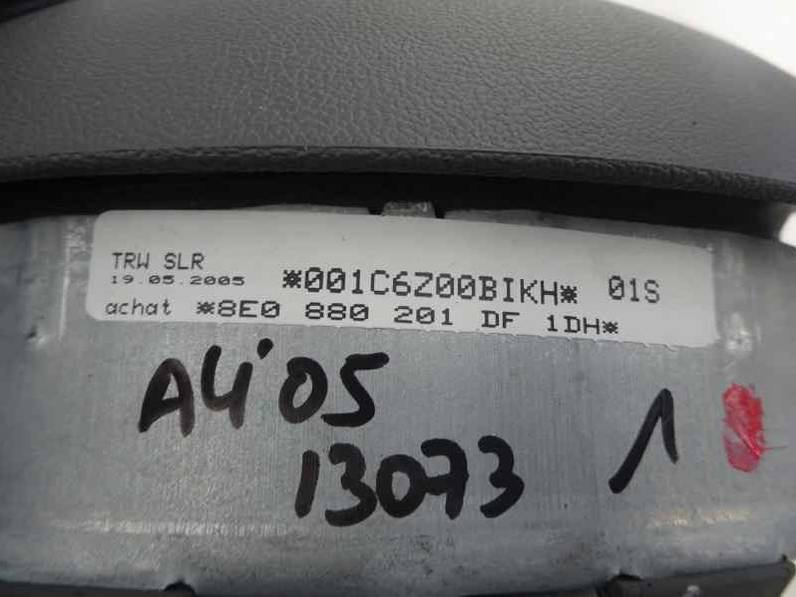 TRW SLR
19.05.2005 *001C6Z00BIKH* 01S
achat *8E0 880 201 DF 1DH*
A4'05
13073 1